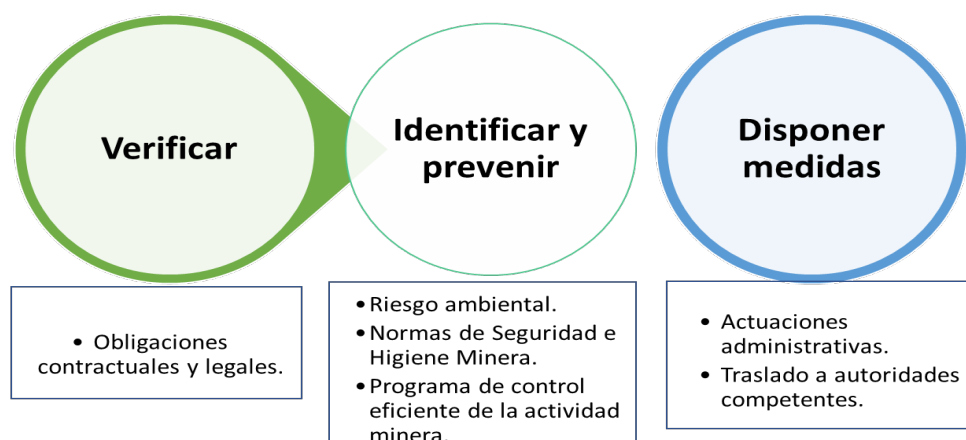 Verificar
Identificar y
prevenir
Disponer
medidas
• Obligaciones
contractuales y legales.
• Riesgo ambiental.
• Normas de Seguridad e
Higiene Minera.
• Programa de control
eficiente de la actividad
minera.
• Actuaciones
administrativas.
• Traslado a autoridades
competentes.